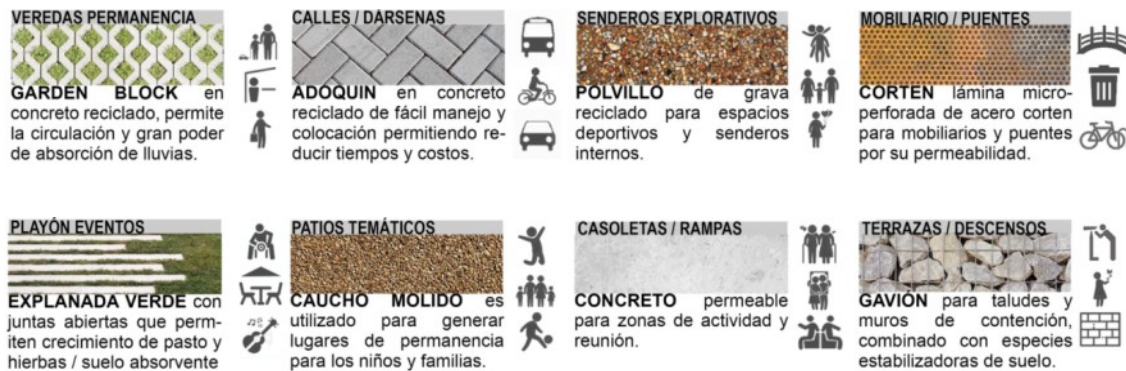 VEREDAS PERMANENCIA
GARDEN BLOCK en
concreto reciclado, permite
la circulación y gran poder
de absorción de lluvias.
CALLES / DÁRSENAS
ADOQUIN en concreto
reciclado de fácil manejo y
colocación permitiendo re-
ducir tiempos y costos.
SENDEROS EXPLORATIVOS
POLVILLO de grava
reciclado para espacios
deportivos y senderos
internos.
MOBILIARIO / PUENTES
CORTEN lámina micro-
perforada de acero corten
para mobiliarios y puentes
por su permeabilidad.
PLAYÓN EVENTOS
EXPLANADA VERDE con
juntas abiertas que perm-
iten crecimiento de pasto y
hierbas / suelo absorvente
PATIOS TEMÁTICOS
CAUCHO MOLIDO es
utilizado para generar
lugares de permanencia
para los niños y familias.
CASOLETAS / RAMPAS
CONCRETO permeable
para zonas de actividad y
reunión.
TERRAZAS / DESCENSOS
GAVIÓN para taludes y
muros de contención,
combinado con especies
estabilizadoras de suelo.